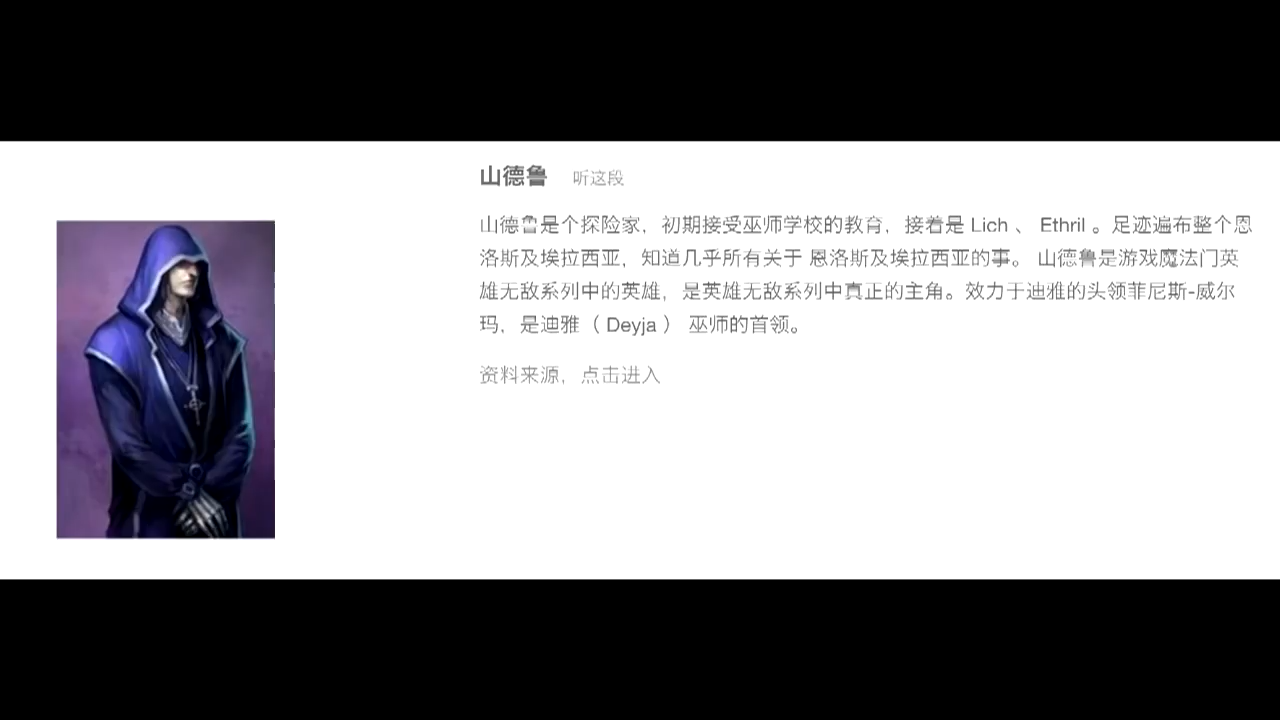 山德鲁 听这段
山德鲁是个探险家，初期接受巫师学校的教育，接着是 Lich 、 Ethril 。足迹遍布整个恩
洛斯及埃拉西亚，知道几乎所有关于 恩洛斯及埃拉西亚的事。 山德鲁是游戏魔法门英
雄无敌系列中的英雄，是英雄无敌系列中真正的主角。效力于迪雅的头领菲尼斯-威尔
玛，是迪雅（ Deyja ） 巫师的首领。
资料来源，点击进入